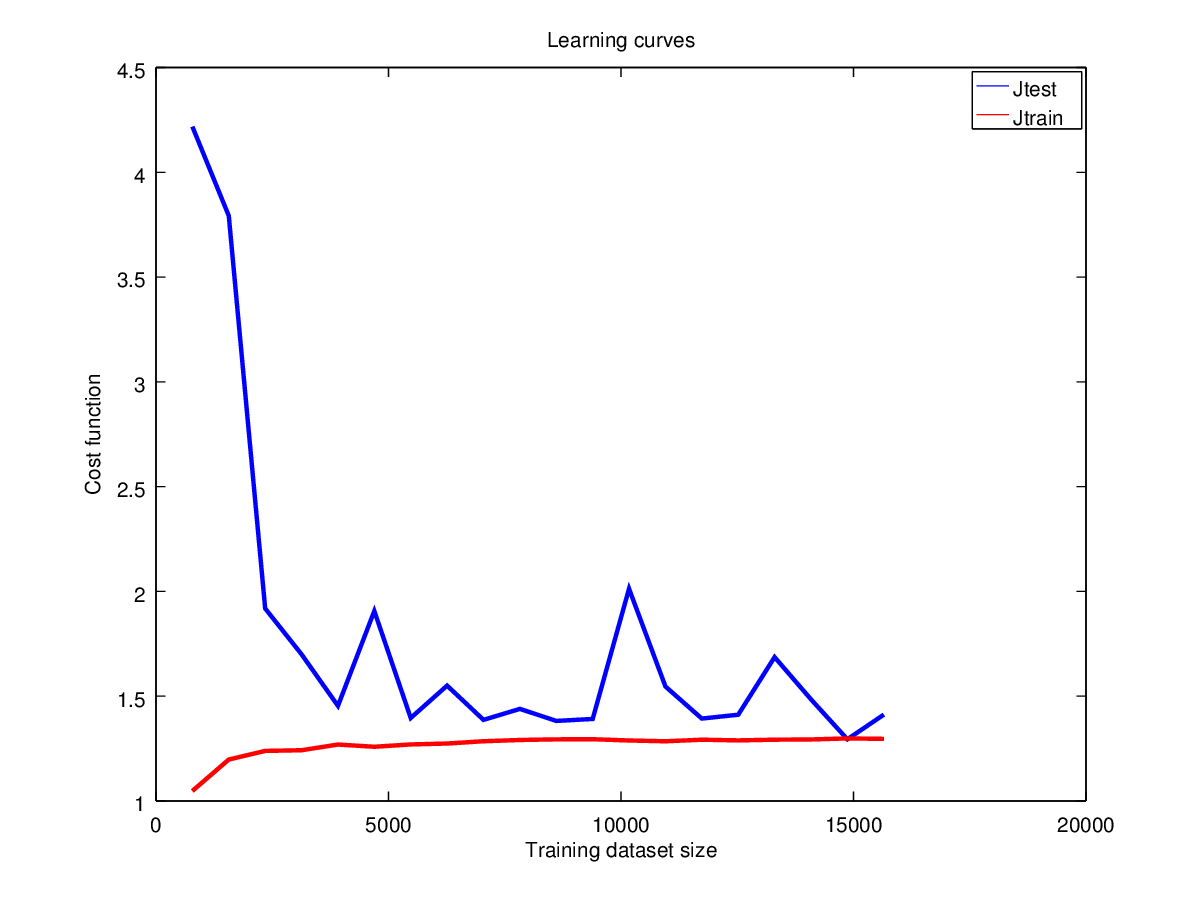 Learning curves
Jtest
Jtrain
4.5
4
3.5
3
2.5
2
1.5
1
Cost function
0 5000 10000 15000 20000
Training dataset size